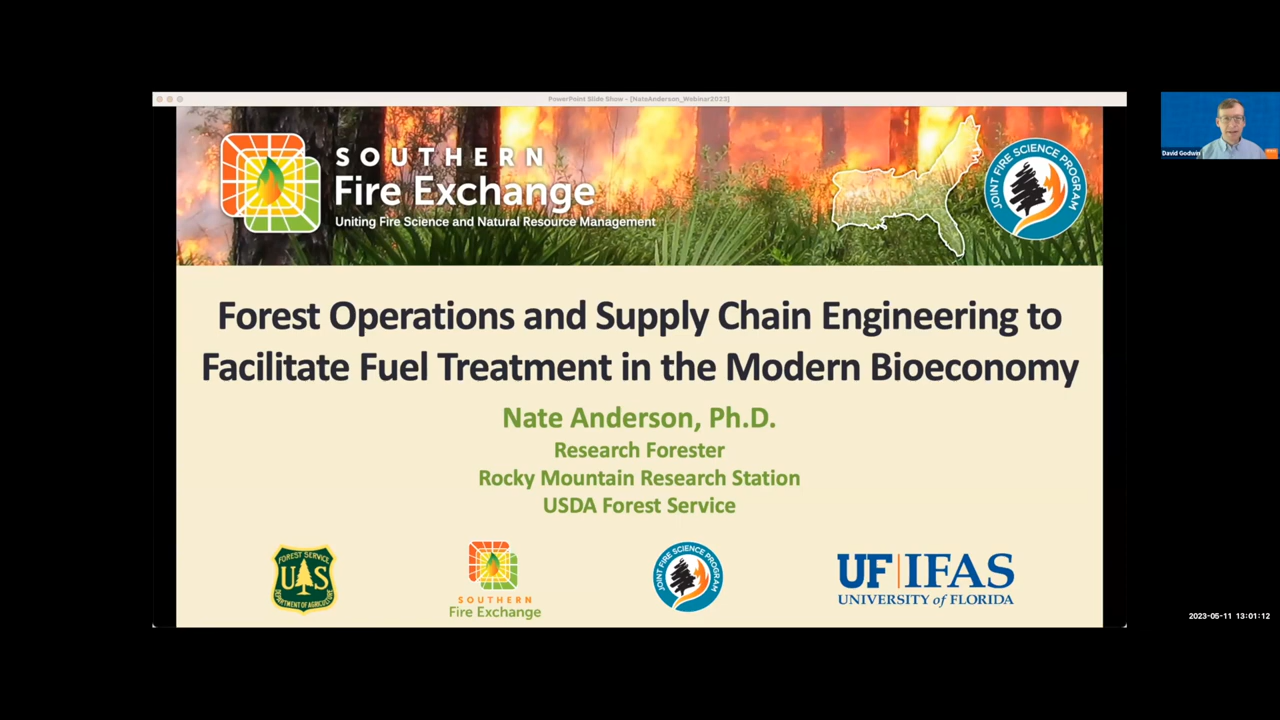 PowerPoint Slide Show - [NateAnderson_Webinar2023]
SOUTHERN
Fire Exchange
Uniting Fire Science and Natural Resource Management
JOINT FIRE SCIENCE PROGRAM
David Godwin
Forest Operations and Supply Chain Engineering to
Facilitate Fuel Treatment in the Modern Bioeconomy
Nate Anderson, Ph.D.
Research Forester
Rocky Mountain Research Station
USDA Forest Service
FOREST SERVICE
U S
DEPARTMENT OF AGRICULTURE
SOUTHERN
Fire Exchange
JOINT FIRE SCIENCE PROGRAM
UF | IFAS
UNIVERSITY of FLORIDA
2023-05-11 13:01:12